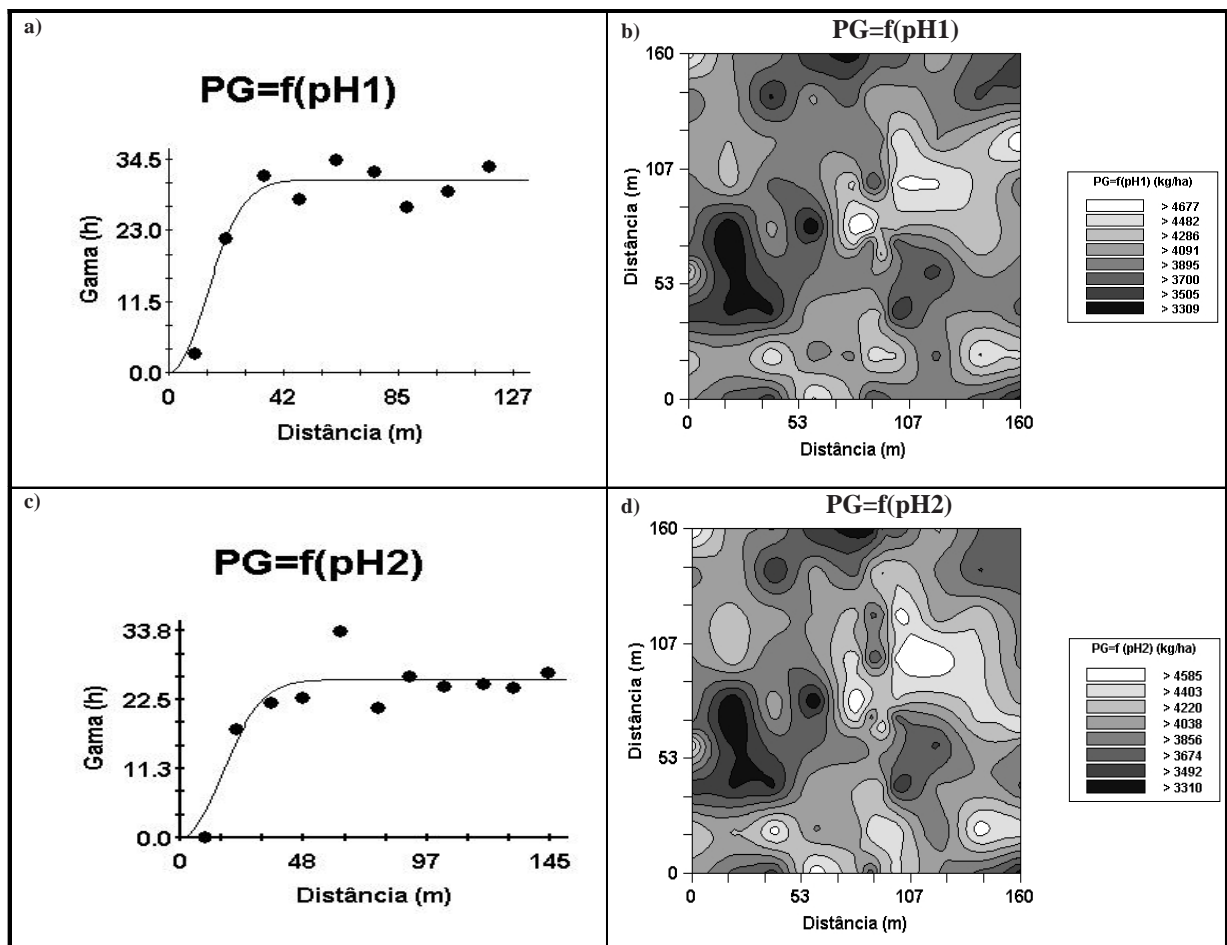 a)
PG=f(pH1)
34.5
23.0
11.5
0.0
Gama (h)
0 42 85 127
Distância (m)
b)
PG=f(pH1)
160
107
53
0
Distância (m)
0 53 107 160
Distância (m)
PG=f(pH1) (kg/ha)
> 4677
> 4482
> 4286
> 4091
> 3895
> 3700
> 3505
> 3309
c)
PG=f(pH2)
33.8
22.5
11.3
0.0
Gama (h)
0 48 97 145
Distância (m)
d)
PG=f(pH2)
160
107
53
0
Distância (m)
0 53 107 160
Distância (m)
PG=f (pH2) (kg/ha)
> 4585
> 4403
> 4220
> 4038
> 3856
> 3674
> 3492
> 3310